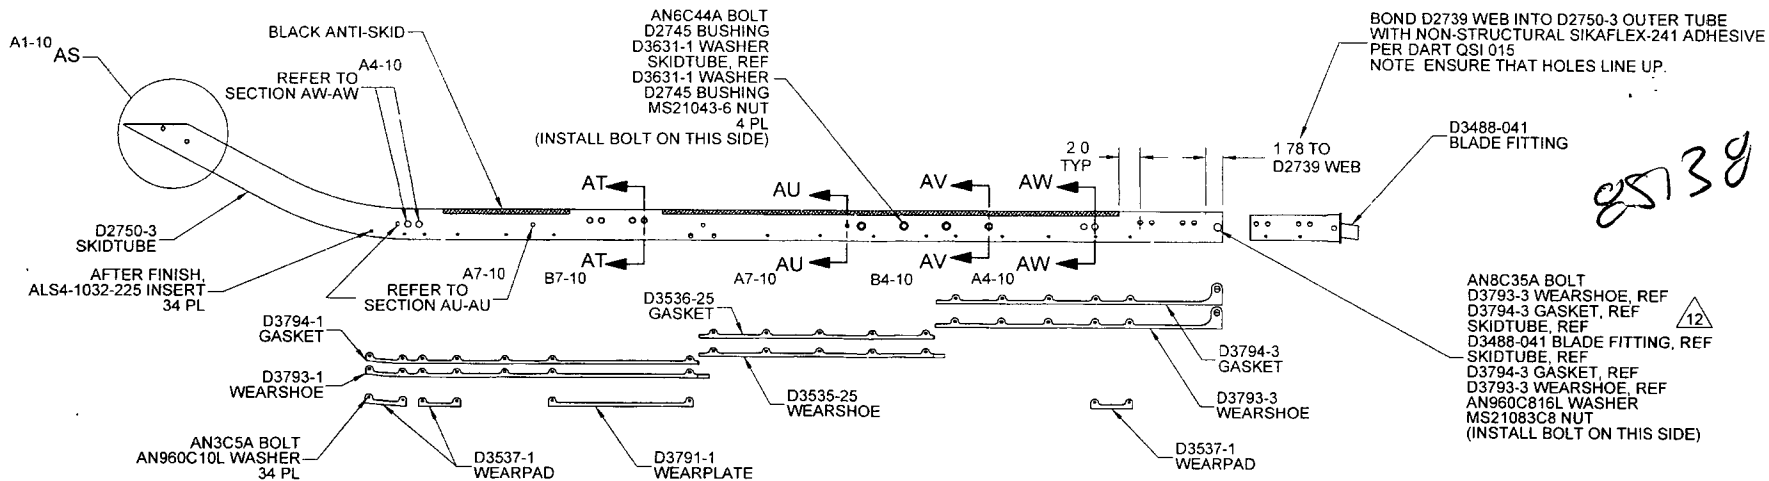 A1-10
AS
BLACK ANTI-SKID
REFER TO
SECTION AW-AW
A4-10
AN6C44A BOLT
D2745 BUSHING
D3631-1 WASHER
SKIDTUBE, REF
D3631-1 WASHER
D2745 BUSHING
MS21043-6 NUT
4 PL
(INSTALL BOLT ON THIS SIDE)
BOND D2739 WEB INTO D2750-3 OUTER TUBE
WITH NON-STRUCTURAL SIKAFLEX-241 ADHESIVE
PER DART QSI 015
NOTE ENSURE THAT HOLES LINE UP.
2 0
TYP
1 78 TO
D2739 WEB
D3488-041
BLADE FITTING
AT
AU
AV
AW
D2750-3
SKIDTUBE
AFTER FINISH,
ALS4-1032-225 INSERT
34 PL
REFER TO
SECTION AU-AU
A7-10
B7-10
AT
A7-10
AU
B4-10
AV
A4-10
AW
D3536-25
GASKET
D3794-1
GASKET
D3793-1
WEARSHOE
D3535-25
WEARSHOE
D3794-3
GASKET
D3793-3
WEARSHOE
AN3C5A BOLT
AN960C10L WASHER
34 PL
D3537-1
WEARPAD
D3791-1
WEARPLATE
D3537-1
WEARPAD
AN8C35A BOLT
D3793-3 WEARSHOE, REF
D3794-3 GASKET, REF
SKIDTUBE, REF
D3488-041 BLADE FITTING, REF
SKIDTUBE, REF
D3794-3 GASKET, REF
D3793-3 WEARSHOE, REF
AN960C816L WASHER
MS21083C8 NUT
(INSTALL BOLT ON THIS SIDE)
12